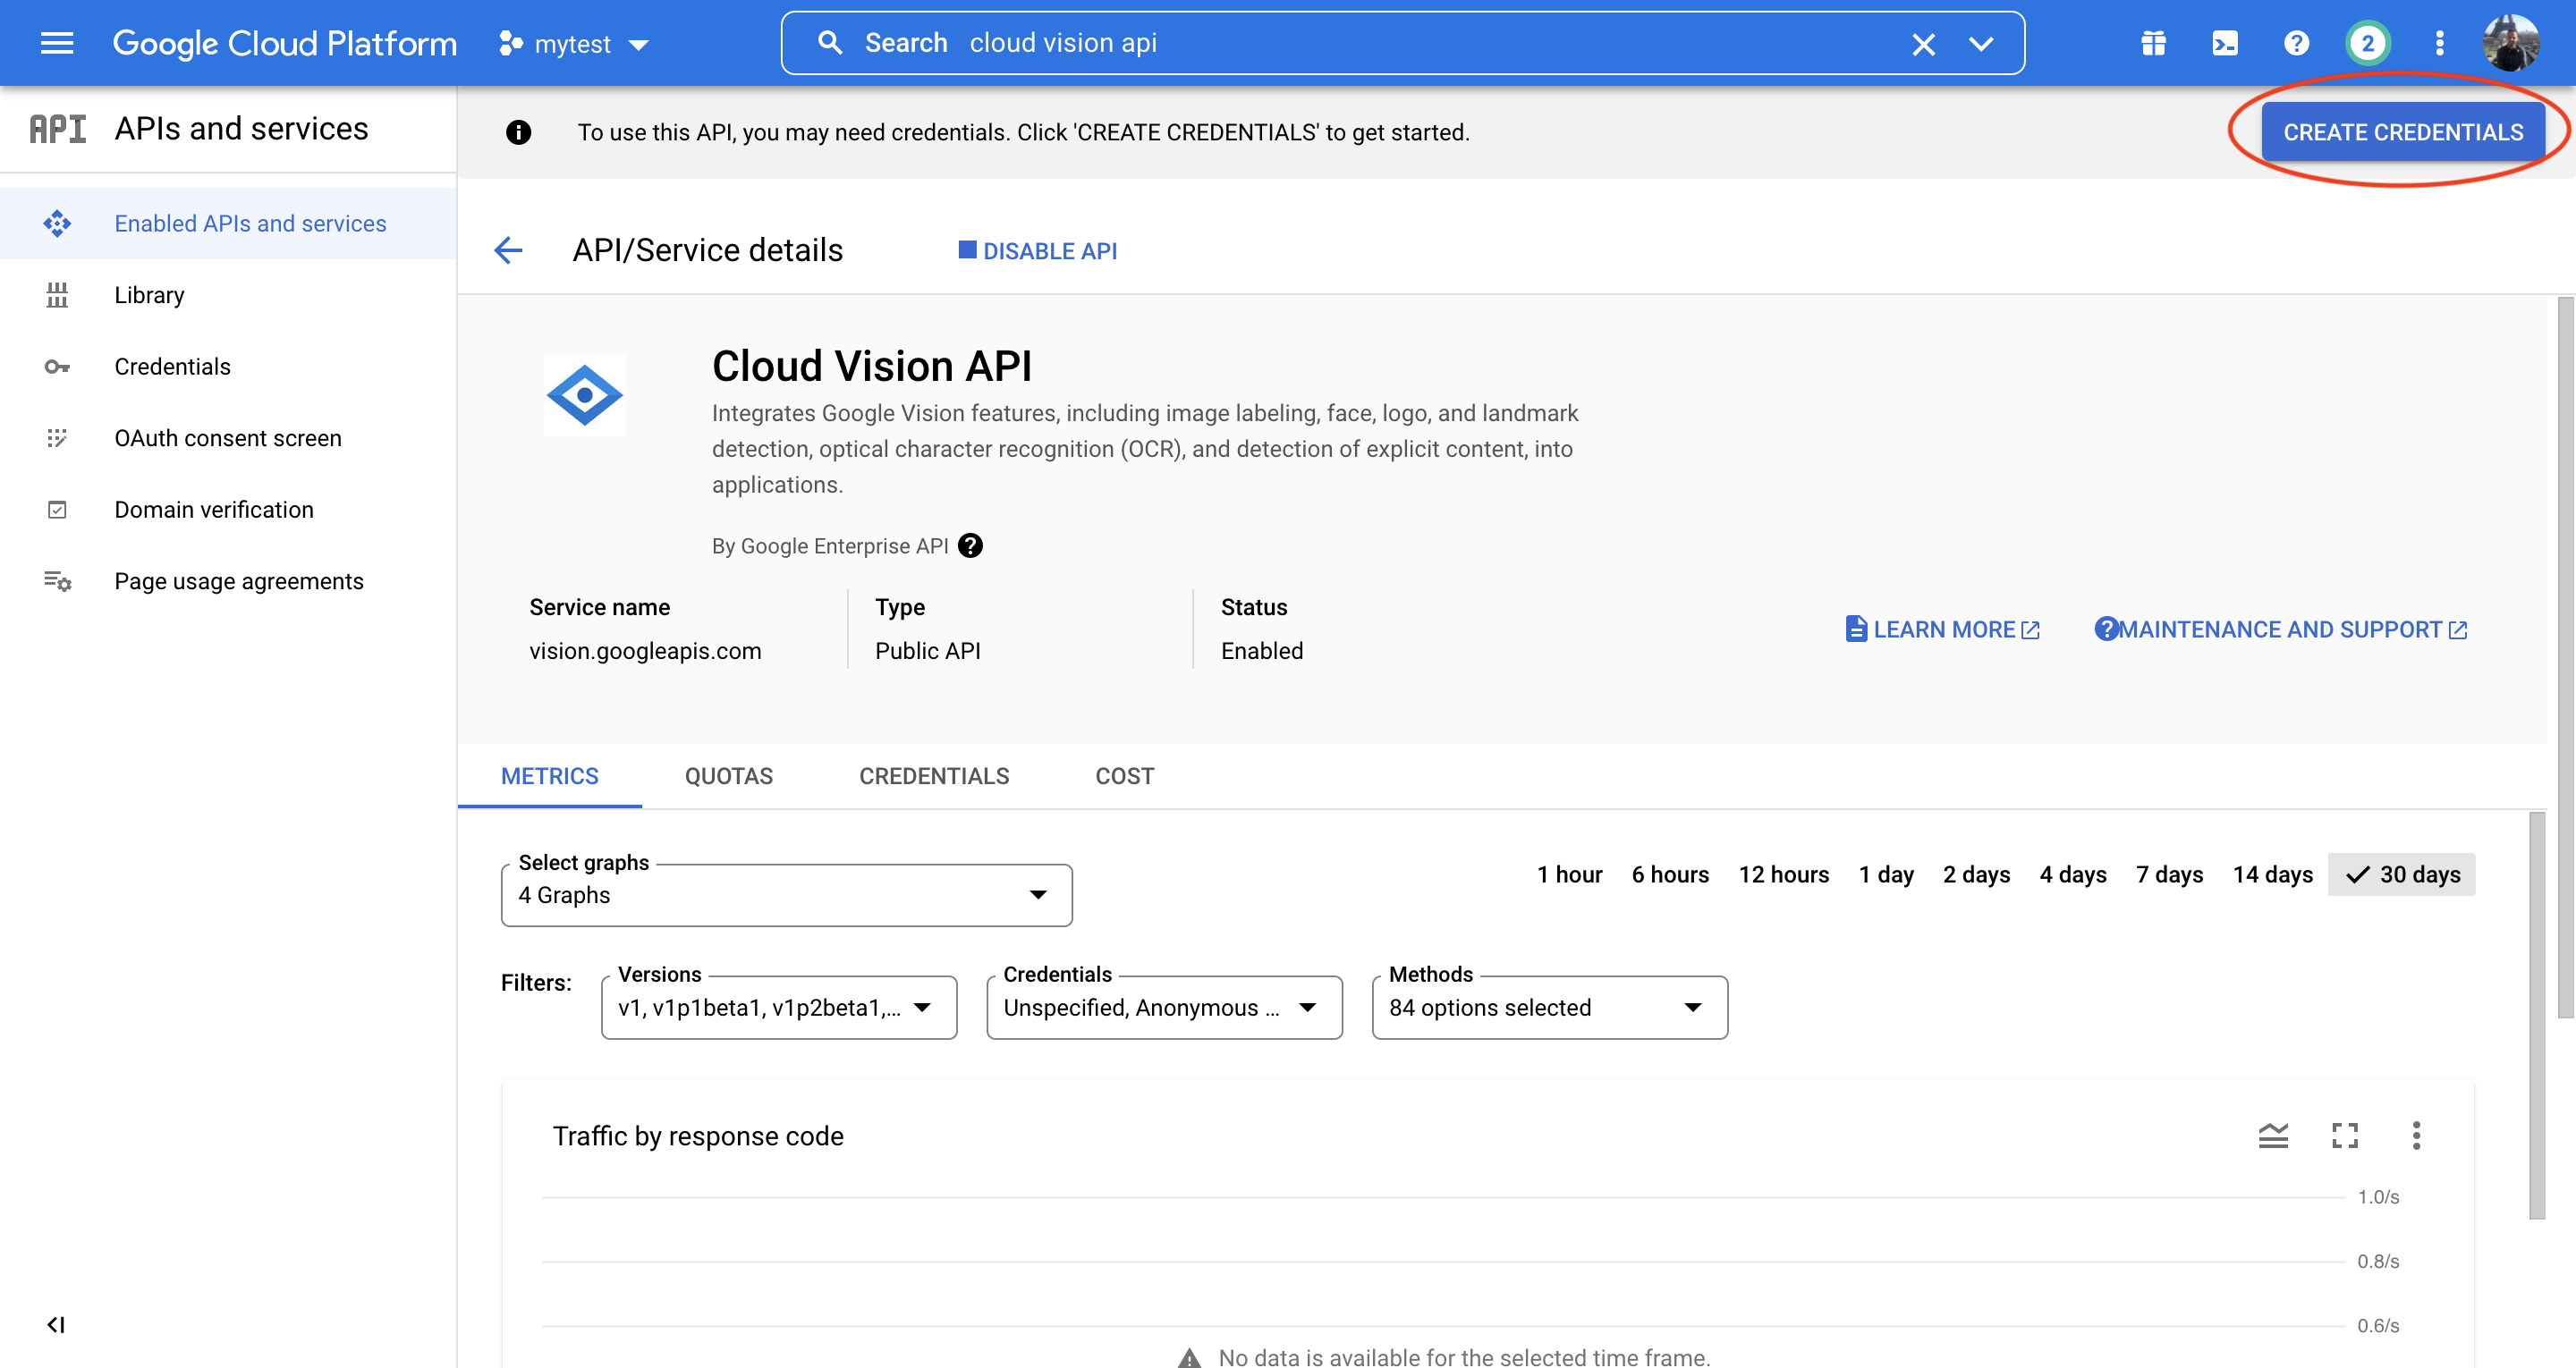 Google Cloud Platform
mytest
Search cloud vision api
2
API APIs and services
To use this API, you may need credentials. Click 'CREATE CREDENTIALS' to get started.
CREATE CREDENTIALS
Enabled APIs and services
Library
Credentials
OAuth consent screen
Domain verification
Page usage agreements
API/Service details
DISABLE API
Cloud Vision API
Integrates Google Vision features, including image labeling, face, logo, and landmark
detection, optical character recognition (OCR), and detection of explicit content, into
applications.
By Google Enterprise API
Service name
vision.googleapis.com
Type
Public API
Status
Enabled
LEARN MORE
MAINTENANCE AND SUPPORT
METRICS
QUOTAS
CREDENTIALS
COST
Select graphs
4 Graphs
1 hour
6 hours
12 hours
1 day
2 days
4 days
7 days
14 days
30 days
Filters:
Versions
v1, v1p1beta1, v1p2beta1,...
Credentials
Unspecified, Anonymous ...
Methods
84 options selected
Traffic by response code
1.0/s
0.8/s
0.6/s
No data is available for the selected time frame.